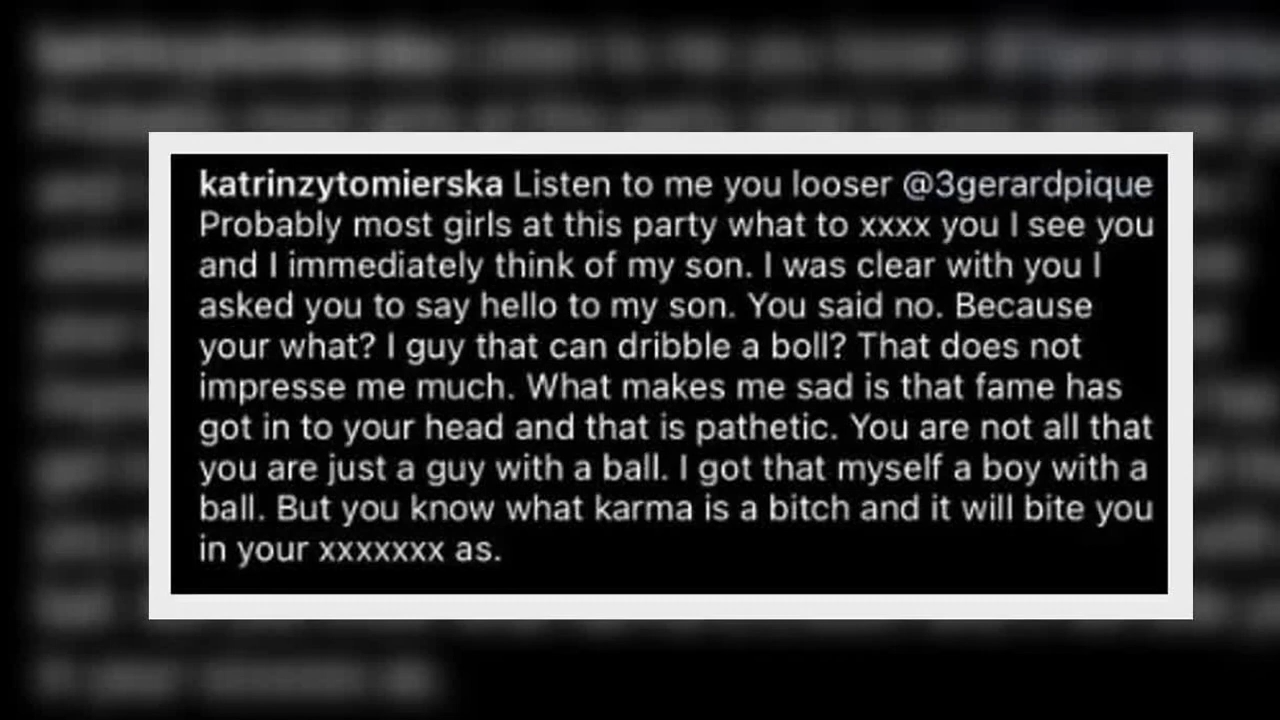 katrinzytomierska Listen to me you looser @3gerardpique
Probably most girls at this party what to xxxx you I see you
and I immediately think of my son. I was clear with you I
asked you to say hello to my son. You said no. Because
your what? I guy that can dribble a boll? That does not
impresse me much. What makes me sad is that fame has
got in to your head and that is pathetic. You are not all that
you are just a guy with a ball. I got that myself a boy with a
ball. But you know what karma is a bitch and it will bite you
in your xxxxxxx as.